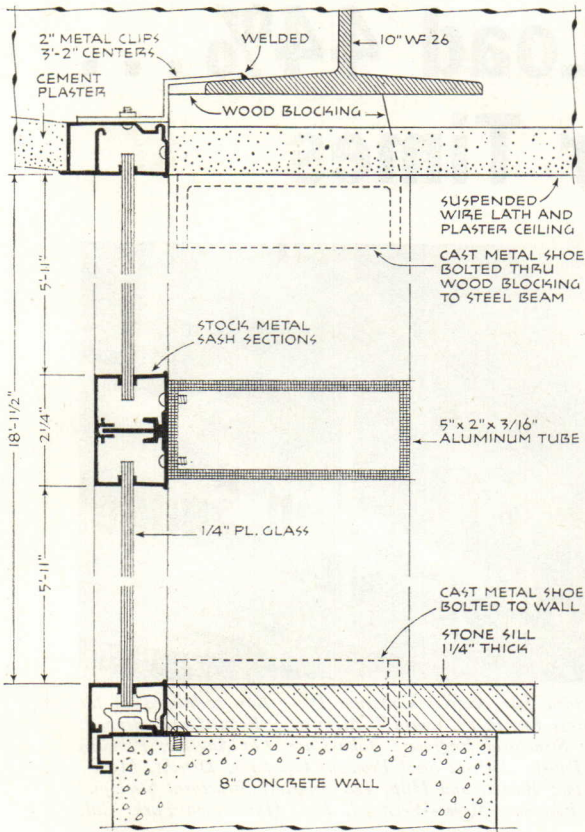 2" METAL CLIPS
3'-2" CENTERS
WELDED
10" WF 26
CEMENT
PLASTER
WOOD BLOCKING
SUSPENDED
WIRE LATH AND
PLASTER CEILING
CAST METAL SHOE
BOLTED THRU
WOOD BLOCKING
TO STEEL BEAM
5'-11"
STOCK METAL
SASH SECTIONS
18'-1 1/2"
2 1/4"
5" x 2" x 3/16"
ALUMINUM TUBE
1/4" PL. GLASS
5'-11"
CAST METAL SHOE
BOLTED TO WALL
STONE SILL
1 1/4" THICK
8" CONCRETE WALL